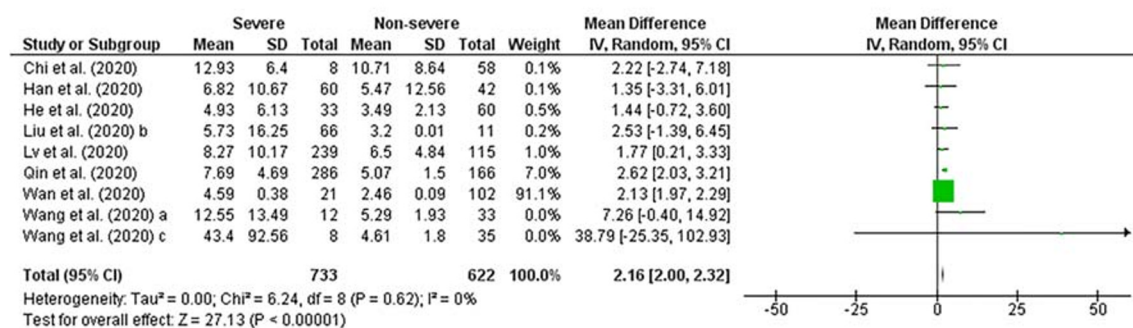 Severe Non-severe Mean Difference Mean Difference
Study or Subgroup Mean SD Total Mean SD Total Weight IV, Random, 95% CI IV, Random, 95% CI
Chi et al. (2020) 12.93 6.4 8 10.71 8.64 58 0.1% 2.22 [-2.74, 7.18]
Han et al. (2020) 6.82 10.67 60 5.47 12.56 42 0.1% 1.35 [-3.31, 6.01]
He et al. (2020) 4.93 6.13 33 3.49 2.13 60 0.5% 1.44 [-0.72, 3.60]
Liu et al. (2020) b 5.73 16.25 66 3.2 0.01 11 0.2% 2.53 [-1.39, 6.45]
Lv et al. (2020) 8.27 10.17 239 6.5 4.84 115 1.0% 1.77 [0.21, 3.33]
Qin et al. (2020) 7.69 4.69 286 5.07 1.5 166 7.0% 2.62 [2.03, 3.21]
Wan et al. (2020) 4.59 0.38 21 2.46 0.09 102 91.1% 2.13 [1.97, 2.29]
Wang et al. (2020) a 12.55 13.49 12 5.29 1.93 33 0.0% 7.26 [-0.40, 14.92]
Wang et al. (2020) c 43.4 92.56 8 4.61 1.8 35 0.0% 38.79 [-25.35, 102.93]
Total (95% CI) 733 622 100.0% 2.16 [2.00, 2.32]
Heterogeneity: Tau² = 0.00; Chi² = 6.24, df = 8 (P = 0.62); I² = 0%
Test for overall effect: Z = 27.13 (P < 0.00001)
-50 -25 0 25 50